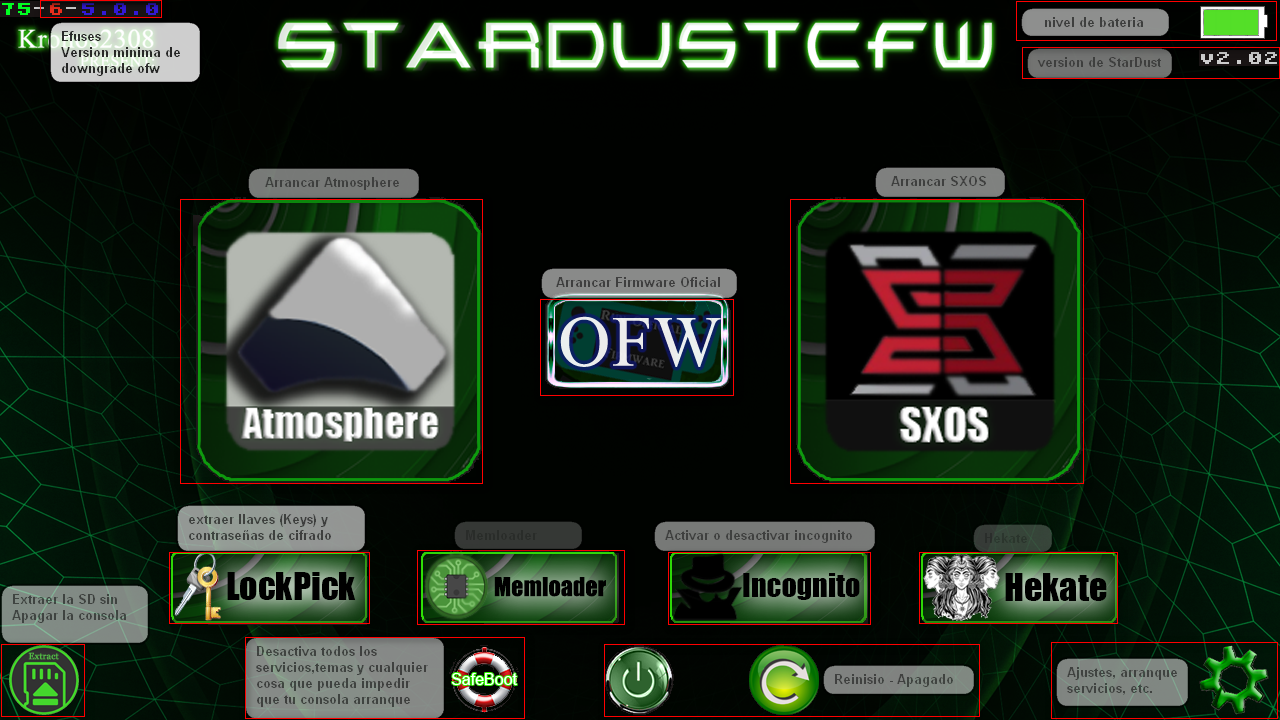 75-6-5.0.0
Efuses
Version minima de
downgrade ofw
STARDUSTCFW
nivel de bateria
version de StarDust
v2.02
Arrancar Atmosphere
Arrancar SXOS
Arrancar Firmware Oficial
OFW
Atmosphere
SXOS
extraer llaves (Keys) y
contraseñas de cifrado
Memloader
Activar o desactivar incognito
Hekate
LockPick
Memloader
Incognito
Hekate
Extraer la SD sin
Apagar la consola
Extract
Desactiva todos los
servicios,temas y cualquier
cosa que pueda impedir
que tu consola arranque
SafeBoot
Reinisio - Apagado
Ajustes, arranque
servicios, etc.